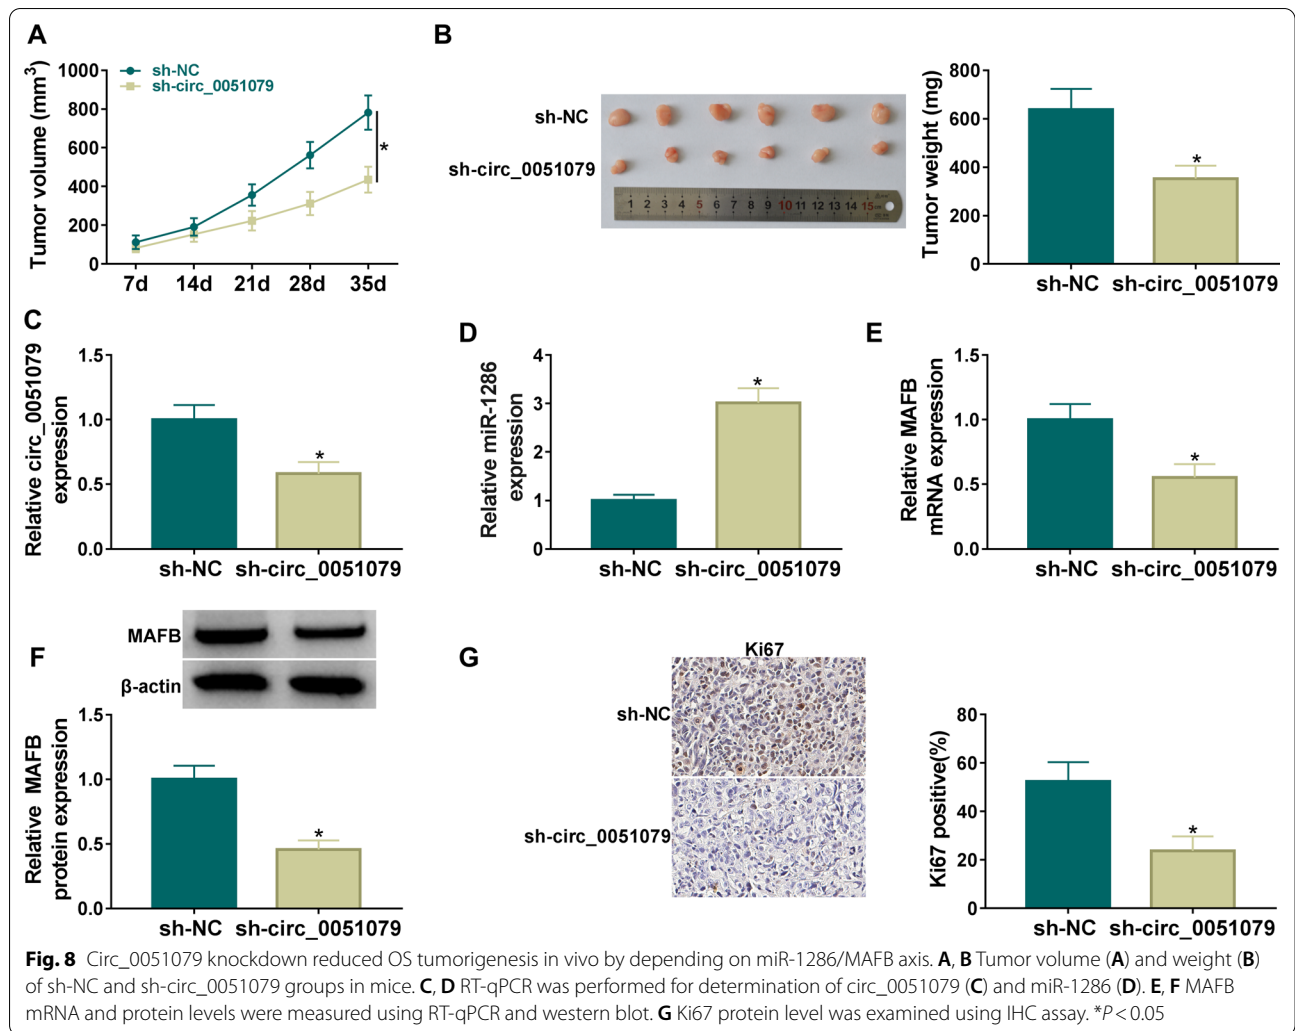 A
Tumor volume (mm³)
1000
800
600
400
200
0
sh-NC
sh-circ_0051079
*
7d 14d 21d 28d 35d
B
sh-NC
sh-circ_0051079
1 2 3 4 5 6 7 8 9 10 11 12 13 14 15
Tumor weight (mg)
800
600
400
200
0
*
sh-NC sh-circ_0051079
C
Relative circ_0051079
expression
1.5
1.0
0.5
0.0
*
sh-NC sh-circ_0051079
D
Relative miR-1286
expression
4
3
2
1
0
*
sh-NC sh-circ_0051079
E
Relative MAFB
mRNA expression
1.5
1.0
0.5
0.0
*
sh-NC sh-circ_0051079
F
MAFB
β-actin
Relative MAFB
protein expression
1.5
1.0
0.5
0.0
*
sh-NC sh-circ_0051079
G
Ki67
sh-NC
sh-circ_0051079
Ki67 positive(%)
80
60
40
20
0
*
sh-NC sh-circ_0051079
Fig. 8 Circ_0051079 knockdown reduced OS tumorigenesis in vivo by depending on miR-1286/MAFB axis. A, B Tumor volume (A) and weight (B)
of sh-NC and sh-circ_0051079 groups in mice. C, D RT-qPCR was performed for determination of circ_0051079 (C) and miR-1286 (D). E, F MAFB
mRNA and protein levels were measured using RT-qPCR and western blot. G Ki67 protein level was examined using IHC assay. *P < 0.05